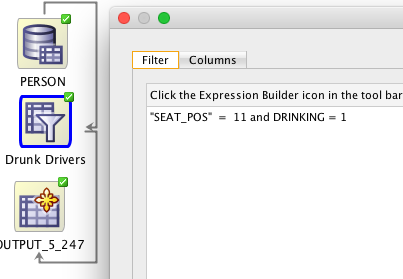 PERSON
Drunk Drivers
OUTPUT_5_247
Filter
Columns
Click the Expression Builder icon in the tool bar
"SEAT_POS" = 11 and DRINKING = 1